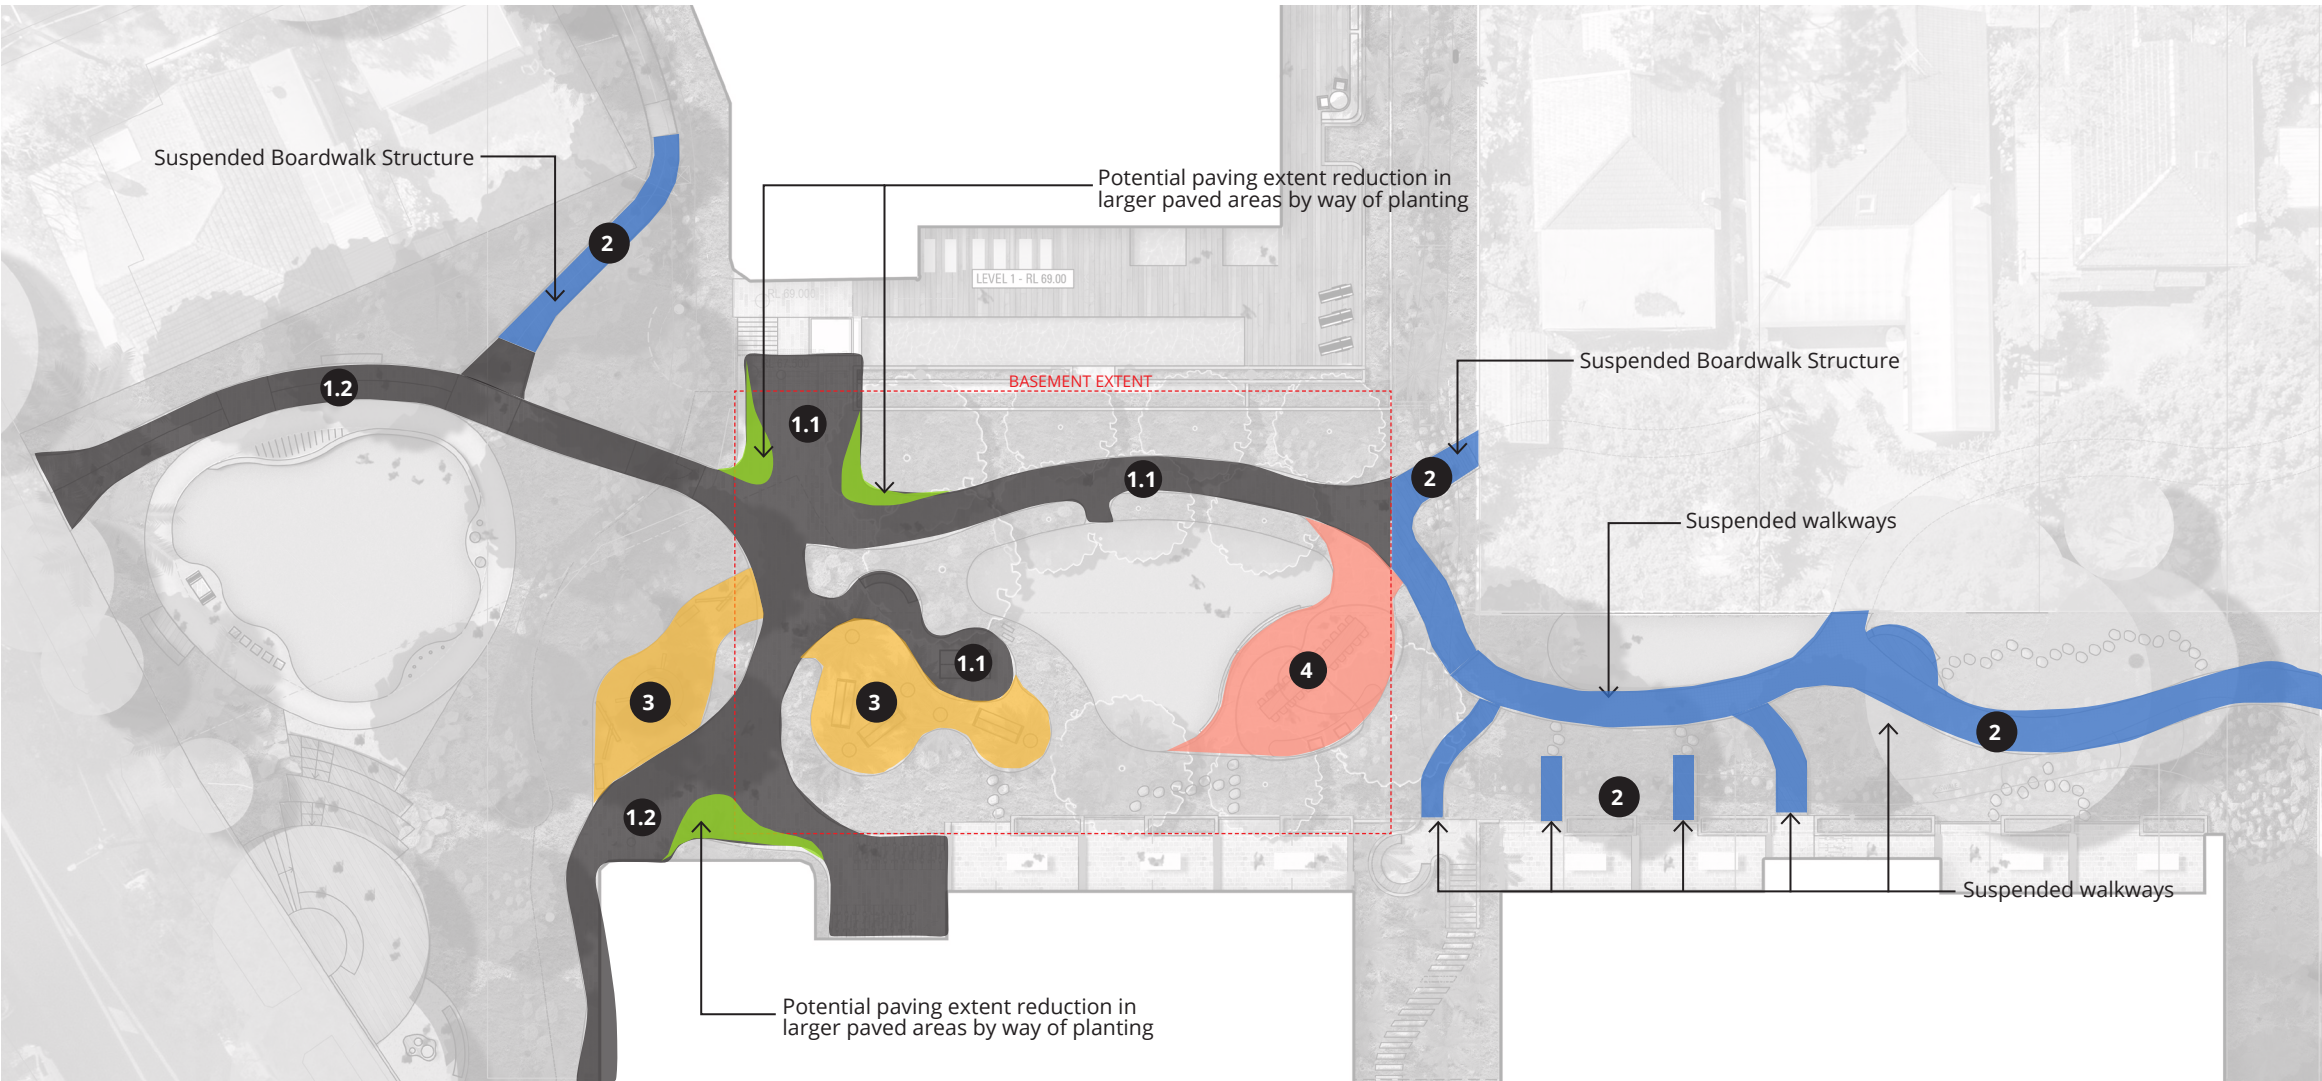 Suspended Boardwalk Structure
Potential paving extent reduction in
larger paved areas by way of planting
2
LEVEL 1 - RL 69.00
RL 69.00
Suspended Boardwalk Structure
BASEMENT EXTENT
1.2
1.1
1.1
2
Suspended walkways
1.1
4
3
3
2
2
1.2
Suspended walkways
Potential paving extent reduction in
larger paved areas by way of planting